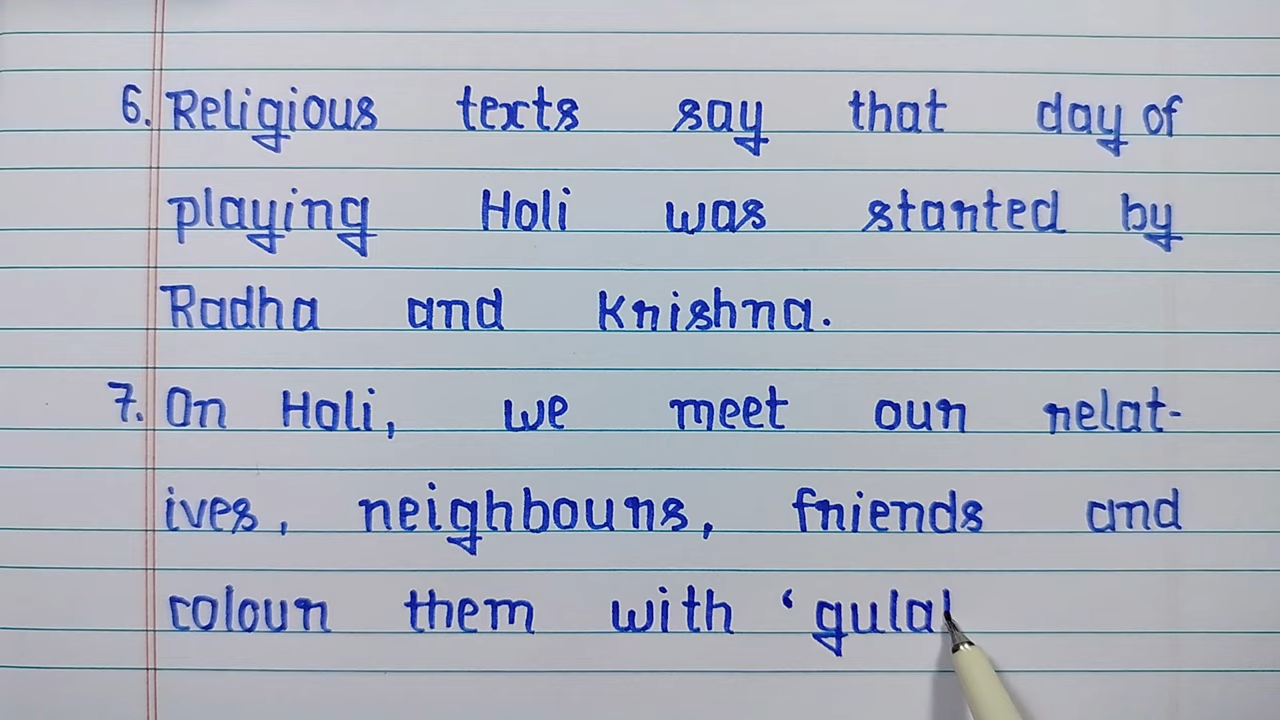 6. Religious texts say that day of
playing Holi was started by
Radha and Krishna.
7. On Holi, we meet our relat-
ives, neighbours, friends and
colour them with ‘gula